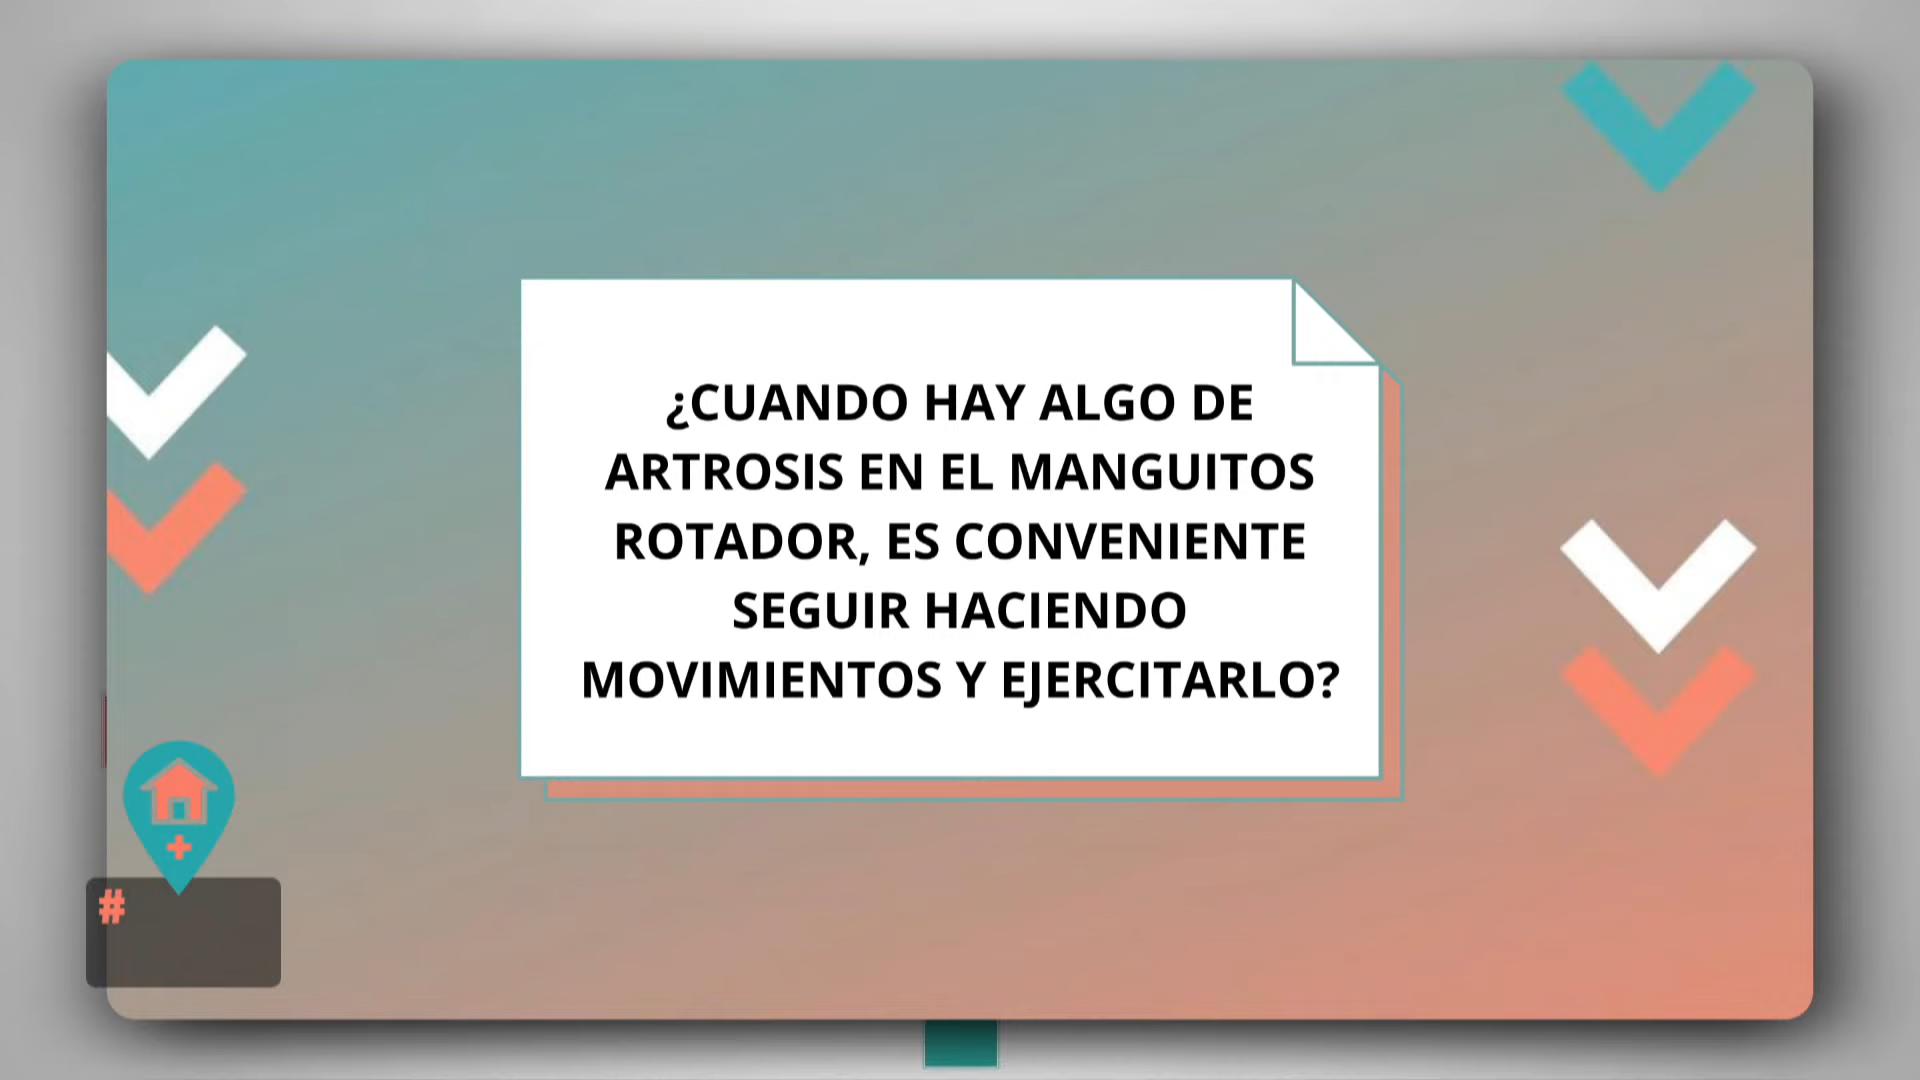 ¿CUANDO HAY ALGO DE
ARTROSIS EN EL MANGUITOS
ROTADOR, ES CONVENIENTE
SEGUIR HACIENDO
MOVIMIENTOS Y EJERCITARLO?
#